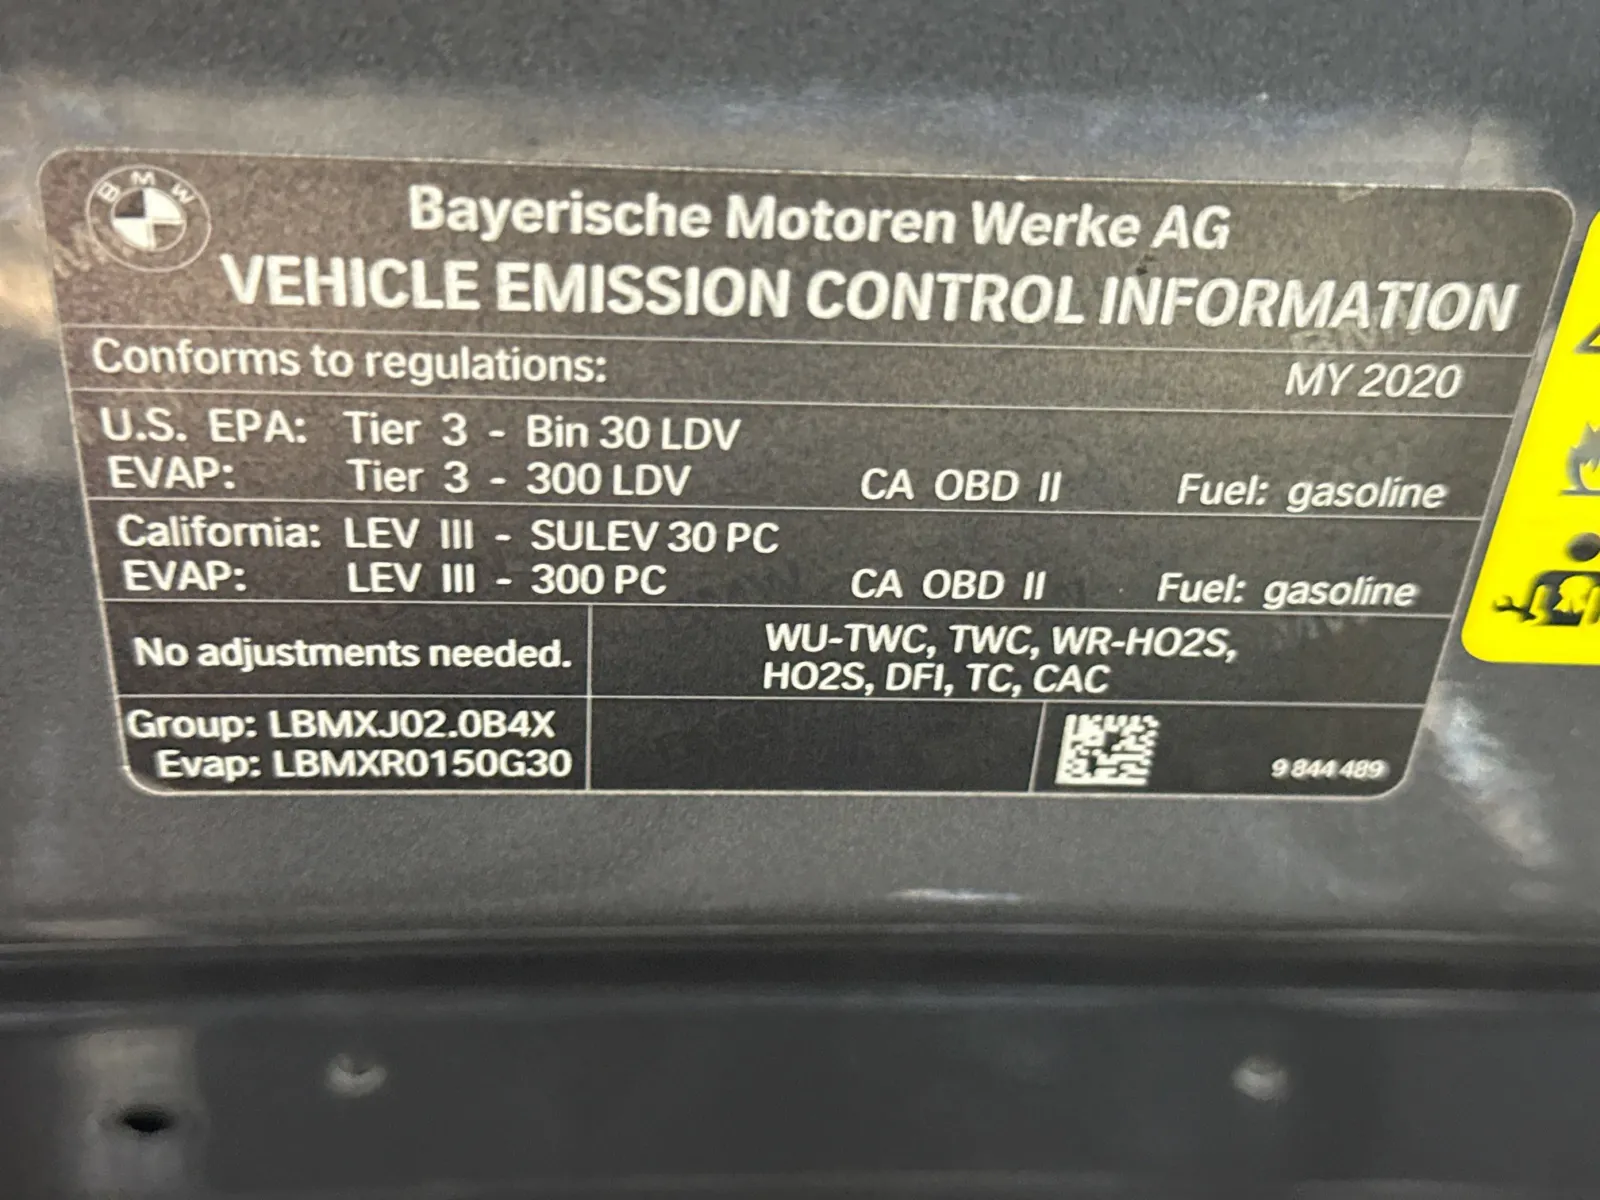 BMW
Bayerische Motoren Werke AG
VEHICLE EMISSION CONTROL INFORMATION
Conforms to regulations: MY 2020
U.S. EPA: Tier 3 - Bin 30 LDV
EVAP: Tier 3 - 300 LDV CA OBD II Fuel: gasoline
California: LEV III - SULEV 30 PC
EVAP: LEV III - 300 PC CA OBD II Fuel: gasoline
No adjustments needed.
WU-TWC, TWC, WR-HO2S,
HO2S, DFI, TC, CAC
Group: LBMXJ02.0B4X
Evap: LBMXR0150G30
9 844 489